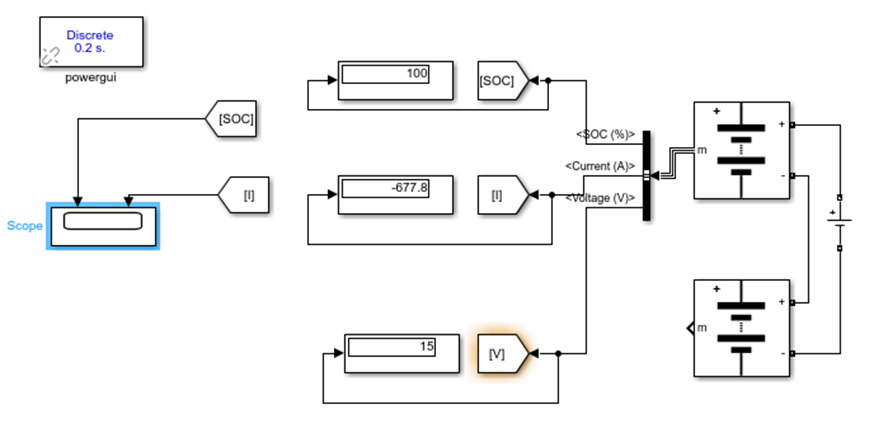 Discrete
0.2 s.
powergui
[SOC]
[I]
Scope
100
[SOC]
-677.8
[I]
15
[V]
<SOC (%)>
<Current (A)>
<Voltage (V)>
+
m
+
-
+
+
m
+
-